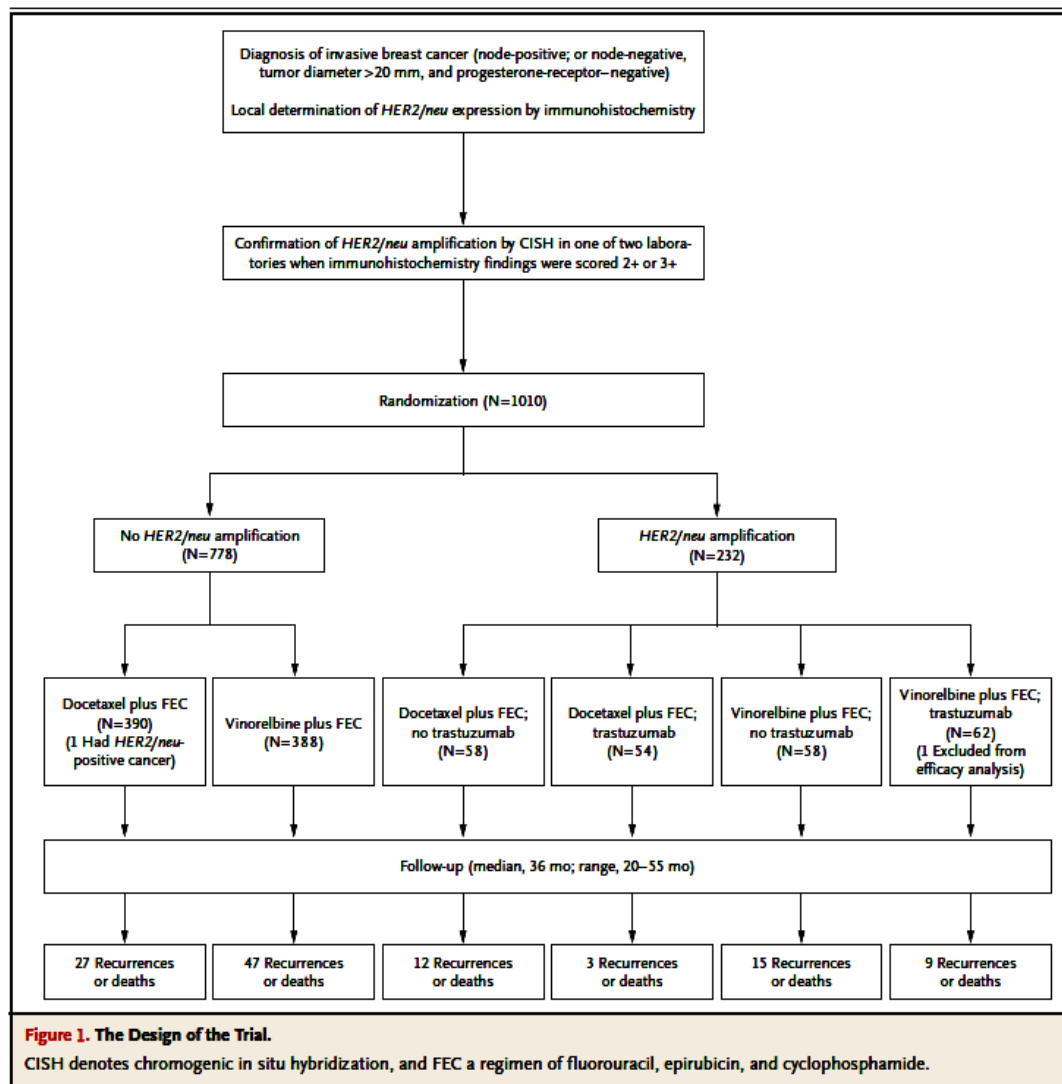 Diagnosis of invasive breast cancer (node-positive; or node-negative,
tumor diameter >20 mm, and progesterone-receptor–negative)
Local determination of HER2/neu expression by immunohistochemistry
Confirmation of HER2/neu amplification by CISH in one of two labora-
tories when immunohistochemistry findings were scored 2+ or 3+
Randomization (N=1010)
No HER2/neu amplification
(N=778)
HER2/neu amplification
(N=232)
Docetaxel plus FEC
(N=390)
(1 Had HER2/neu-
positive cancer)
Vinorelbine plus FEC
(N=388)
Docetaxel plus FEC;
no trastuzumab
(N=58)
Docetaxel plus FEC;
trastuzumab
(N=54)
Vinorelbine plus FEC;
no trastuzumab
(N=58)
Vinorelbine plus FEC;
trastuzumab
(N=62)
(1 Excluded from
efficacy analysis)
Follow-up (median, 36 mo; range, 20–55 mo)
27 Recurrences
or deaths
47 Recurrences
or deaths
12 Recurrences
or deaths
3 Recurrences
or deaths
15 Recurrences
or deaths
9 Recurrences
or deaths
Figure 1. The Design of the Trial.
CISH denotes chromogenic in situ hybridization, and FEC a regimen of fluorouracil, epirubicin, and cyclophosphamide.